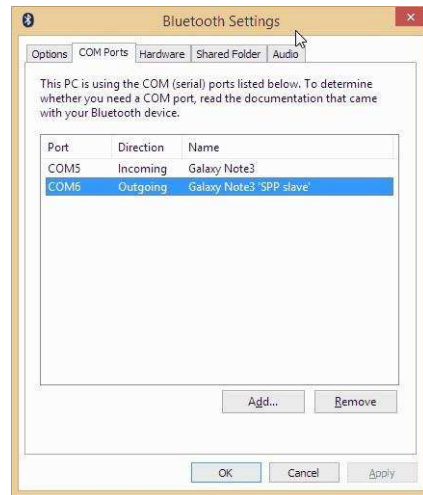 Bluetooth Settings
Options COM Ports Hardware Shared Folder Audio
This PC is using the COM (serial) ports listed below. To determine
whether you need a COM port, read the documentation that came
with your Bluetooth device.
Port Direction Name
COM5 Incoming Galaxy Note3
COM6 Outgoing Galaxy Note3 'SPP slave'
Add... Remove
OK Cancel Apply